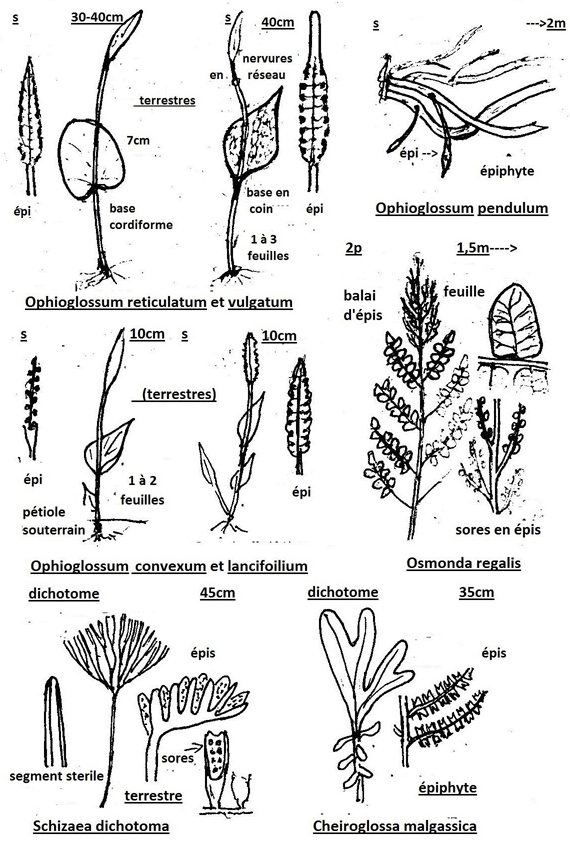 s
30-40cm
s
40cm
nervures
en
réseau
terrestres
7cm
épi
base
cordiforme
base en
coin
épi
1 à 3
feuilles
Ophioglossum reticulatum et vulgatum
s
--->2m
épi -->
épiphyte
Ophioglossum pendulum
s
10cm
s
10cm
(terrestres)
épi
1 à 2
feuilles
pétiole
souterrain
épi
Ophioglossum convexum et lancifoilium
2p
1,5m---->
balai
d'épis
feuille
sores en épis
Osmonda regalis
dichotome
45cm
épis
segment sterile
sores
terrestre
Schizaea dichotoma
dichotome
35cm
épis
épiphyte
Cheiroglossa malgassica